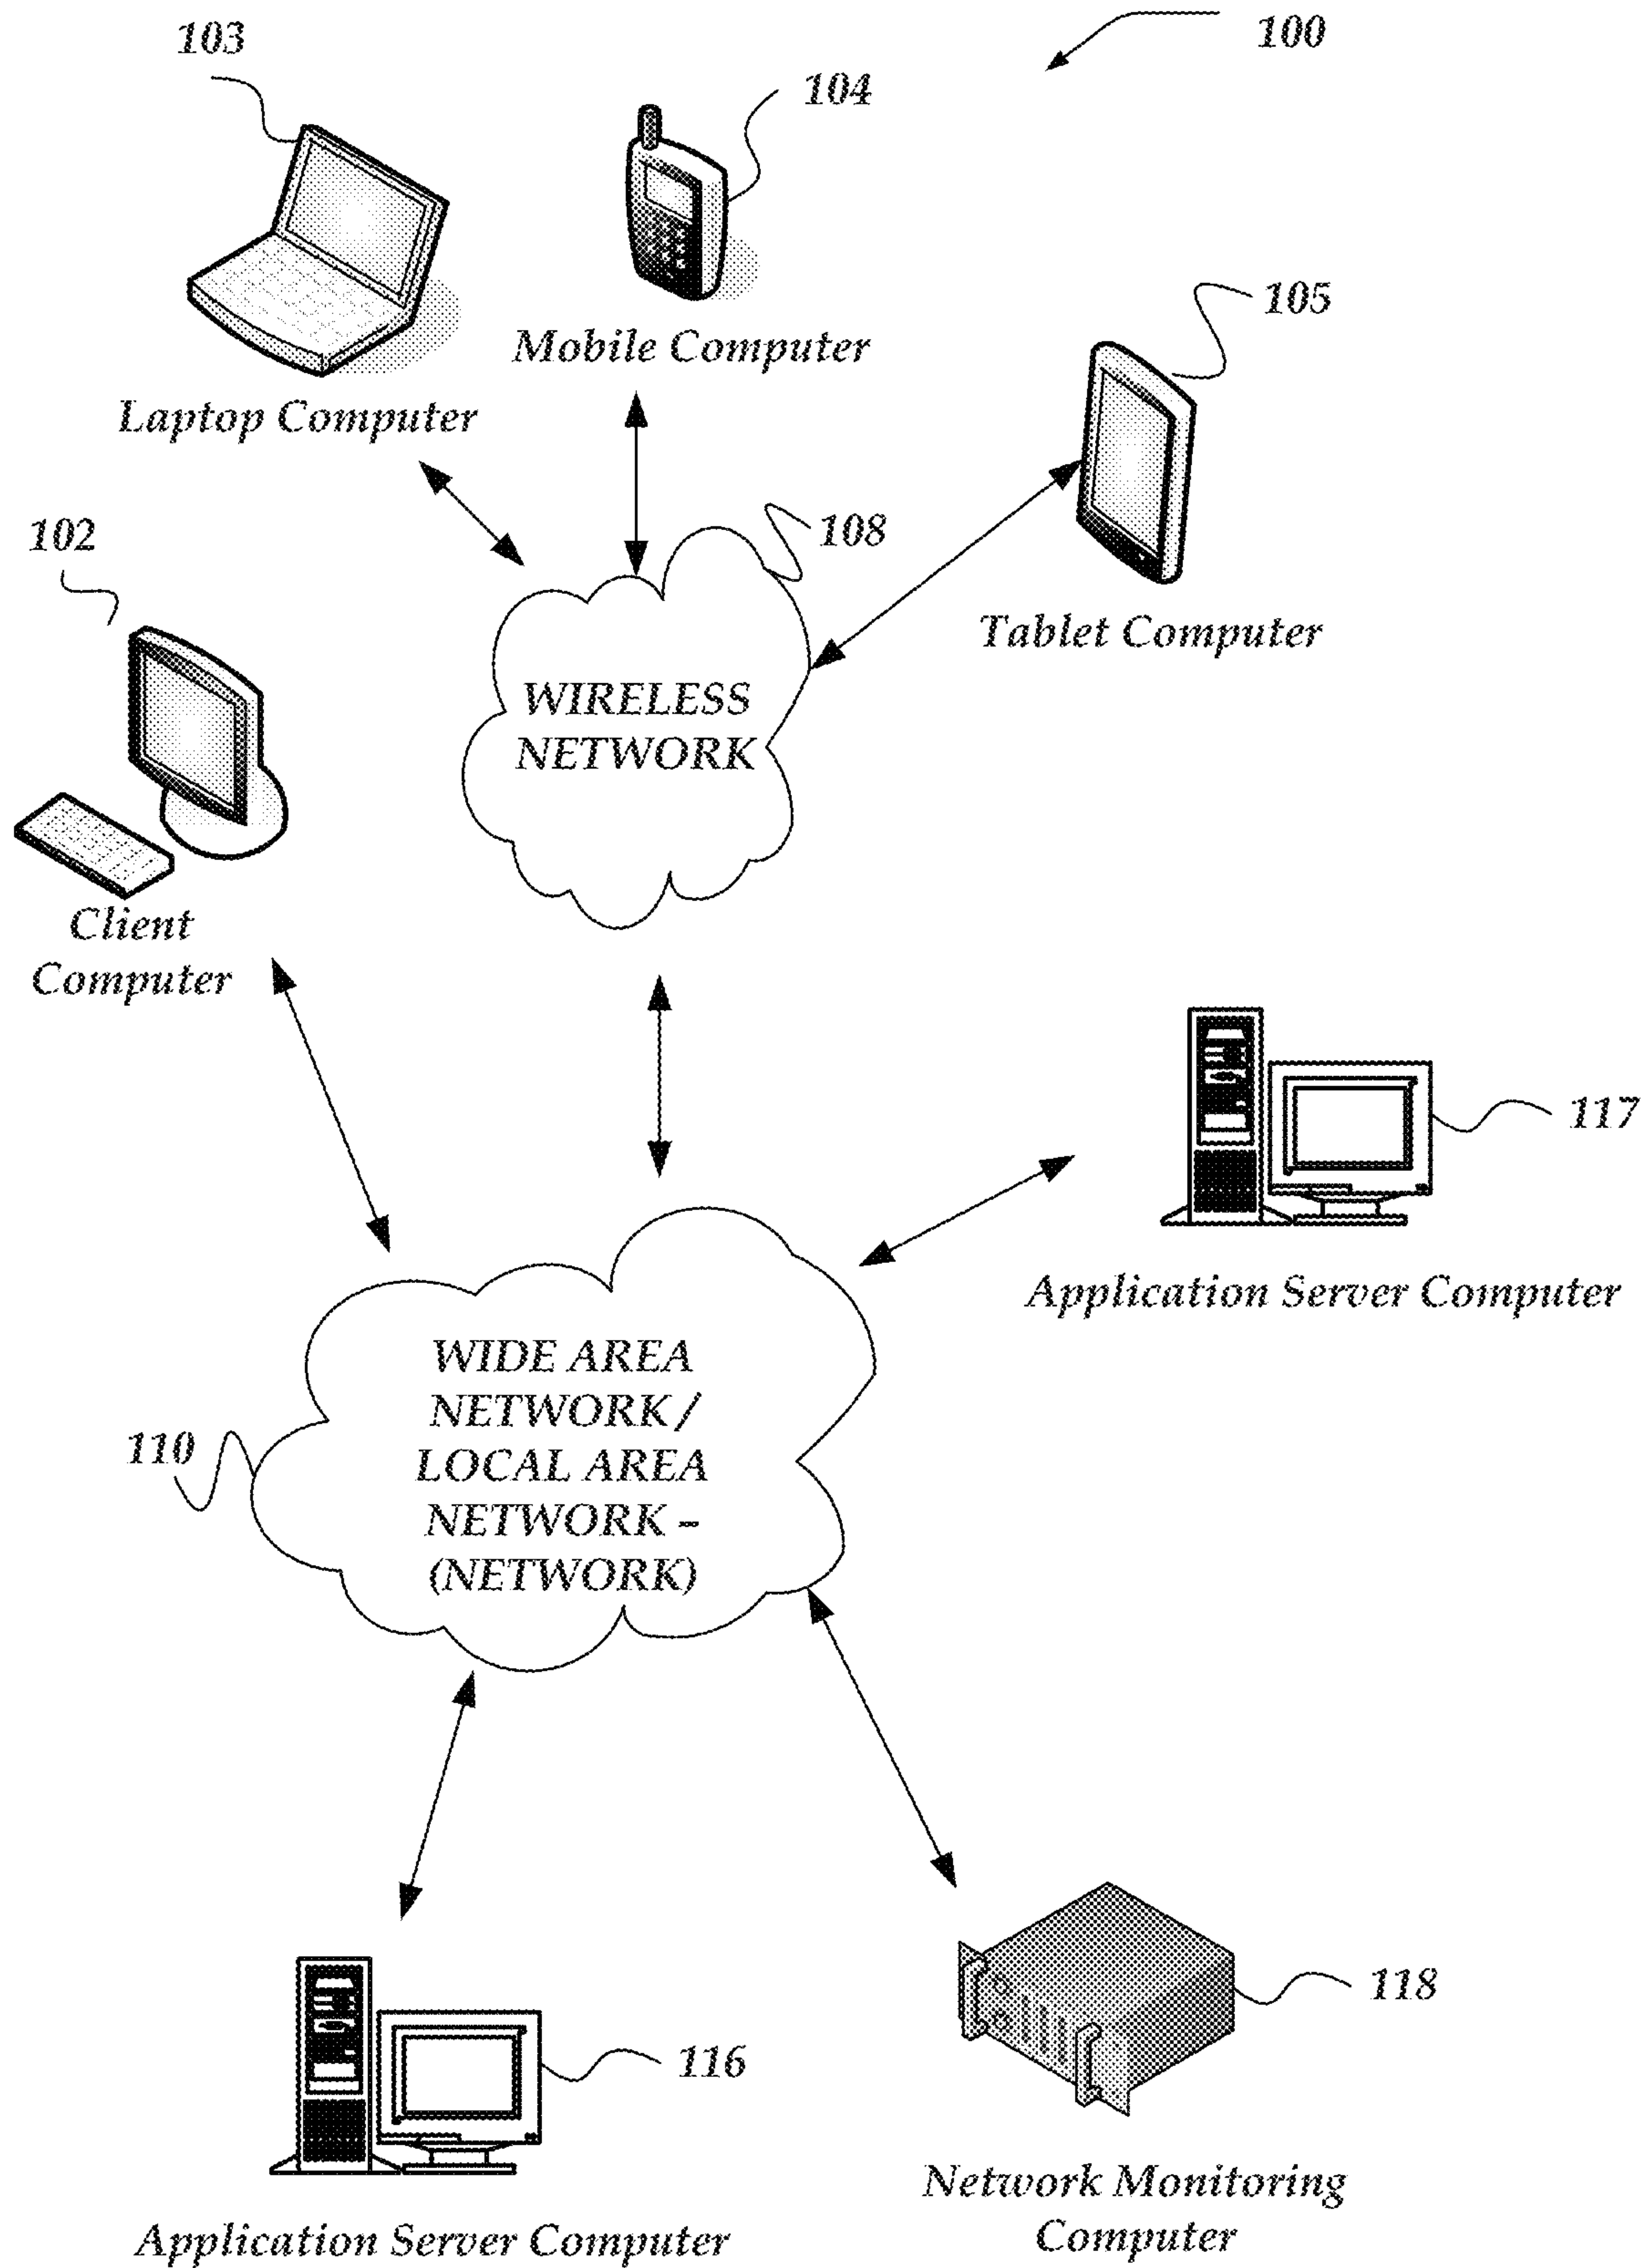 100
103
104
Mobile Computer
105
Laptop Computer
108
102
Tablet Computer
WIRELESS
NETWORK
Client
Computer
117
Application Server Computer
WIDE AREA
NETWORK /
LOCAL AREA
NETWORK –
(NETWORK)
110
118
116
Network Monitoring
Computer
Application Server Computer